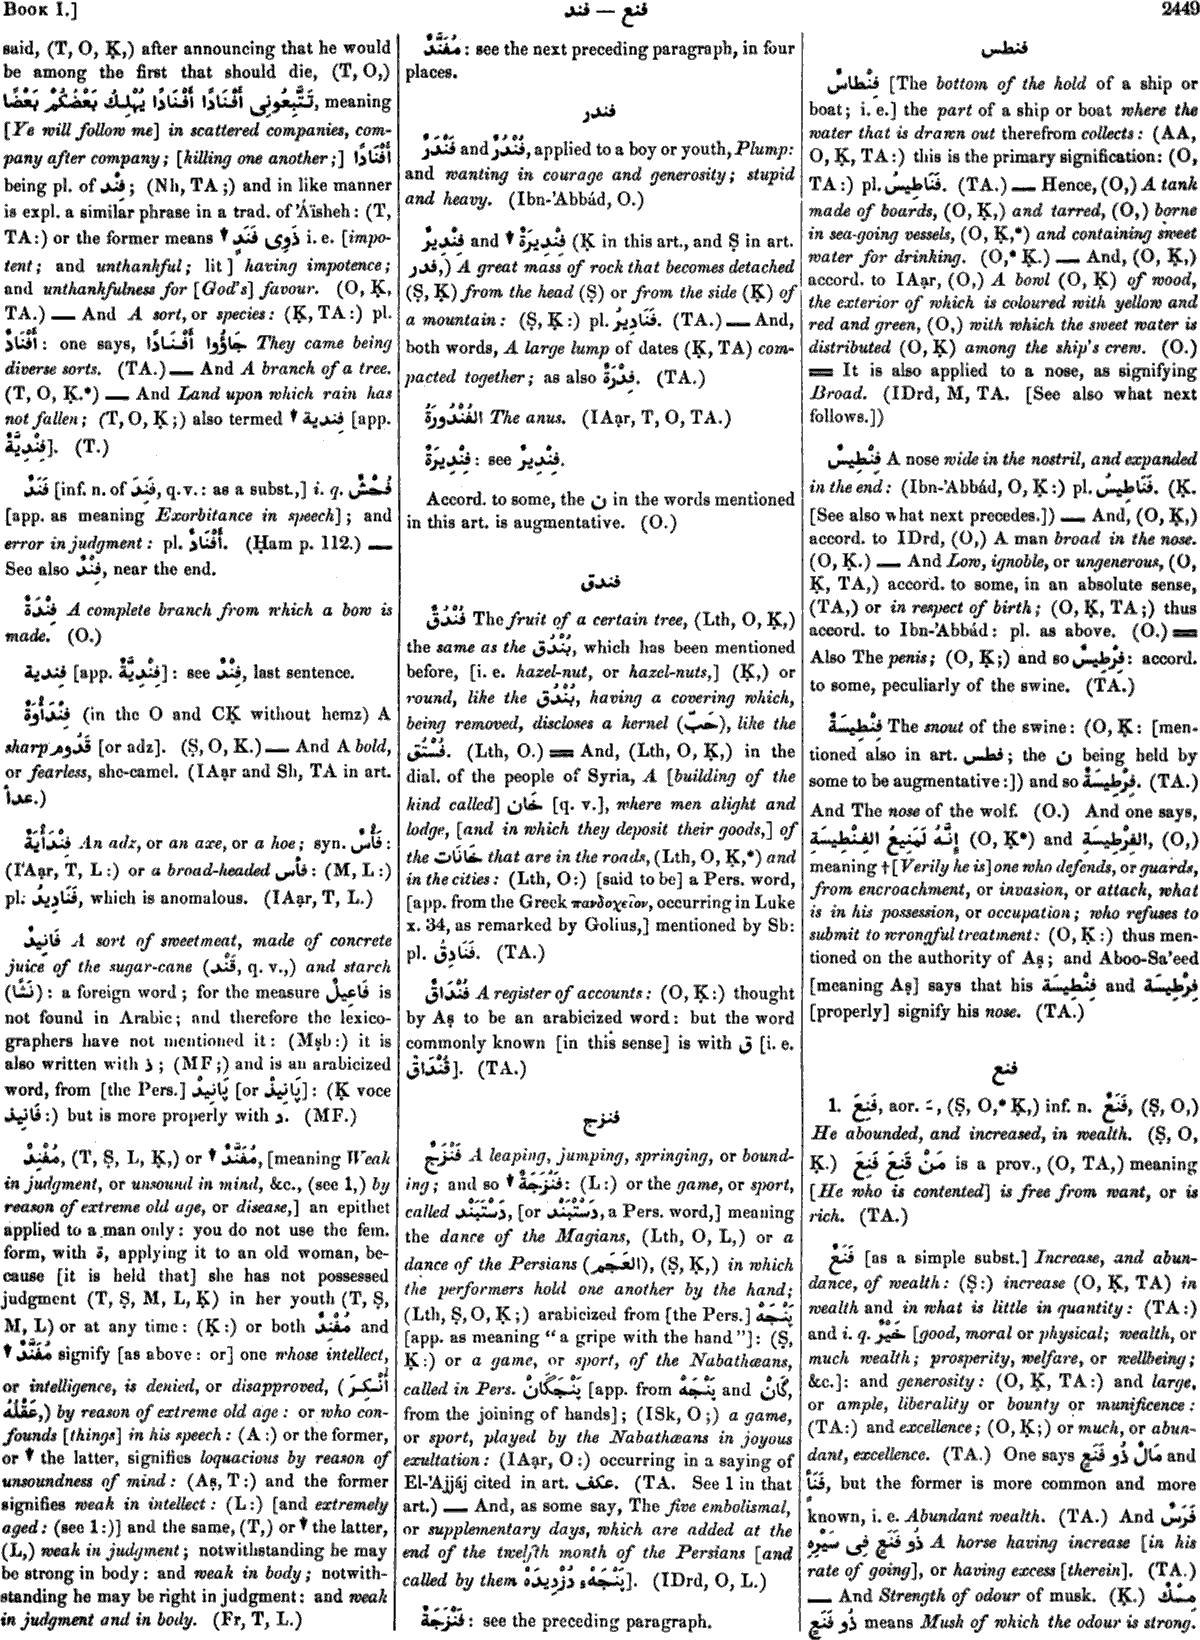 BOOK I.]
فند — فنع
2449
said, (T, O, Ḳ,) after announcing that he would
be among the first that should die, (T, O,)
تَتَّبِعُونِى أَفْنَادًا أَفْنَادًا يُهْلِكُ بَعْضُكُمْ بَعْضًا, meaning
[Ye will follow me] in scattered companies, com-
pany after company; [killing one another;] أَفْنَادًا
being pl. of فِنْدٌ; (Nh, TA;) and in like manner
is expl. a similar phrase in a trad. of 'Áïsheh: (T,
TA:) or the former means ↓ ذَوِى فَنَدٍ i. e. [impo-
tent; and unthankful; lit] having impotence;
and unthankfulness for [God's] favour. (O, Ḳ,
TA.) — And A sort, or species: (Ḳ, TA:) pl.
أَفْنَادٌ: one says, جَاؤُوا أَفْنَادًا They came being
diverse sorts. (TA.) — And A branch of a tree.
(T, O, Ḳ.*) — And Land upon which rain has
not fallen; (T, O, Ḳ;) also termed ↓ فندية [app.
فِنْدِيَّةٌ]. (T.)
فَنَدٌ [inf. n. of فَنِدَ, q. v.: as a subst.,] i. q. فُحْشٌ
[app. as meaning Exorbitance in speech]; and
error in judgment: pl. أَفْنَادٌ. (Ḥam p. 112.) —
See also فِنْدٌ, near the end.
فِنْدَةٌ A complete branch from which a bow is
made. (O.)
فندية [app. فِنْدِيَّةٌ]: see فِنْدٌ, last sentence.
فِنْدَأْوَةٌ (in the O and CḲ without hemz) A
sharp قَدُوم [or adz]. (Ṣ, O, K.) — And A bold,
or fearless, she-camel. (IAạr and Sh, TA in art.
عدأ.)
فِنْدَأْيَةٌ An adz, or an axe, or a hoe; syn. فَأْسٌ:
(IAạr, T, L:) or a broad-headed فَأْس: (M, L:)
pl. فَنَادِيدُ, which is anomalous. (IAạr, T, L.)
فَانِيدٌ A sort of sweetmeat, made of concrete
juice of the sugar-cane (قَنْد, q. v.,) and starch
(نَشَا): a foreign word; for the measure فَاعِيلٌ is
not found in Arabic; and therefore the lexico-
graphers have not mentioned it: (Mṣb:) it is
also written with ذ; (MF;) and is an arabicized
word, from [the Pers.] پَانِيدْ [or پَانِيذْ]: (Ḳ voce
فَانِيذ:) but is more properly with د. (MF.)
مُفْنِدٌ, (T, Ṣ, L, Ḳ,) or ↓ مُفَنَّدٌ, [meaning Weak
in judgment, or unsound in mind, &c., (see 1,) by
reason of extreme old age, or disease,] an epithet
applied to a man only: you do not use the fem.
form, with ة, applying it to an old woman, be-
cause [it is held that] she has not possessed
judgment (T, Ṣ, M, L, Ḳ) in her youth (T, Ṣ,
M, L) or at any time: (Ḳ:) or both مُفْنِدٌ and
↓ مُفَنَّدٌ signify [as above: or] one whose intellect,
or intelligence, is denied, or disapproved, (أُنْكِرَ
عَقْلُهُ,) by reason of extreme old age: or who con-
founds [things] in his speech: (A:) or the former,
or ↓ the latter, signifies loquacious by reason of
unsoundness of mind: (Aṣ, T:) and the former
signifies weak in intellect: (L:) [and extremely
aged: (see 1:)] and the same, (T,) or ↓ the latter,
(L,) weak in judgment; notwithstanding he may
be strong in body: and weak in body; notwith-
standing he may be right in judgment: and weak
in judgment and in body. (Fr, T, L.)
مُفَنَّدٌ: see the next preceding paragraph, in four
places.
فندر
فَنْدَرٌ and فُنْدُرٌ, applied to a boy or youth, Plump:
and wanting in courage and generosity; stupid
and heavy. (Ibn-'Abbád, O.)
فِنْدِيرٌ and ↓ فِنْدِيرَةٌ (Ḳ in this art., and Ṣ in art.
فدر,) A great mass of rock that becomes detached
(Ṣ, Ḳ) from the head (Ṣ) or from the side (Ḳ) of
a mountain: (Ṣ, Ḳ:) pl. فَنَادِيرُ. (TA.) — And,
both words, A large lump of dates (Ḳ, TA) com-
pacted together; as also فِدْرَةٌ. (TA.)
الفُنْدُورَةُ The anus. (IAạr, T, O, TA.)
فِنْدِيرَةٌ: see فِنْدِيرٌ.
Accord. to some, the ن in the words mentioned
in this art. is augmentative. (O.)
فندق
فُنْدُقٌ The fruit of a certain tree, (Lth, O, Ḳ,)
the same as the بُنْدُق, which has been mentioned
before, [i. e. hazel-nut, or hazel-nuts,] (Ḳ,) or
round, like the بُنْدُق, having a covering which,
being removed, discloses a kernel (حَبّ), like the
فُسْتُق. (Lth, O.) = And, (Lth, O, Ḳ,) in the
dial. of the people of Syria, A [building of the
kind called] خَان [q. v.], where men alight and
lodge, [and in which they deposit their goods,] of
the خَانَات that are in the roads, (Lth, O, Ḳ,*) and
in the cities: (Lth, O:) [said to be] a Pers. word,
[app. from the Greek πανδοχεῖον, occurring in Luke
x. 34, as remarked by Golius,] mentioned by Sb:
pl. فَنَادِقُ. (TA.)
فُنْدَاقٌ A register of accounts: (O, Ḳ:) thought
by Aṣ to be an arabicized word: but the word
commonly known [in this sense] is with ق [i. e.
قُنْدَاقٌ]. (TA.)
فنزج
فَنْزَجٌ A leaping, jumping, springing, or bound-
ing; and so ↓ فَنْزَجَةٌ: (L:) or the game, or sport,
called دَسْتَبَنْد, [or دَسْتْبَنْد, a Pers. word,] meaning
the dance of the Magians, (Lth, O, L,) or a
dance of the Persians (العَجَم), (Ṣ, Ḳ,) in which
the performers hold one another by the hand;
(Lth, Ṣ, O, Ḳ;) arabicized from [the Pers.] پَنْجَهْ
[app. as meaning "a gripe with the hand"]: (Ṣ,
Ḳ:) or a game, or sport, of the Nabathæans,
called in Pers. پَنْجَگَانْ [app. from پَنْجَهْ and گَانْ,
from the joining of hands]; (ISk, O;) a game,
or sport, played by the Nabathæans in joyous
exultation: (IAạr, O:) occurring in a saying of
El-'Ajjáj cited in art. عكف. (TA. See 1 in that
art.) — And, as some say, The five embolismal,
or supplementary days, which are added at the
end of the twelfth month of the Persians [and
called by them پَنْجَهْءِ دُزْدِيدَهْ]. (IDrd, O, L.)
فَنْزَجَةٌ: see the preceding paragraph.
فنطس
فِنْطَاسٌ [The bottom of the hold of a ship or
boat; i. e.] the part of a ship or boat where the
water that is drawn out therefrom collects: (AA,
O, Ḳ, TA:) this is the primary signification: (O,
TA:) pl. فَنَاطِيسُ. (TA.) — Hence, (O,) A tank
made of boards, (O, Ḳ,) and tarred, (O,) borne
in sea-going vessels, (O, Ḳ,*) and containing sweet
water for drinking. (O,* Ḳ.) — And, (O, Ḳ,)
accord. to IAạr, (O,) A bowl (O, Ḳ) of wood,
the exterior of which is coloured with yellow and
red and green, (O,) with which the sweet water is
distributed (O, Ḳ) among the ship's crew. (O.)
= It is also applied to a nose, as signifying
Broad. (IDrd, M, TA. [See also what next
follows.])
فِنْطِيسٌ A nose wide in the nostril, and expanded
in the end: (Ibn-'Abbád, O, Ḳ:) pl. فَنَاطِيسُ. (Ḳ.
[See also what next precedes.]) — And, (O, Ḳ,)
accord. to IDrd, (O,) A man broad in the nose.
(O, Ḳ.) — And Low, ignoble, or ungenerous, (O,
Ḳ, TA,) accord. to some, in an absolute sense,
(TA,) or in respect of birth; (O, Ḳ, TA;) thus
accord. to Ibn-'Abbád: pl. as above. (O.) =
Also The penis; (O, Ḳ;) and so فِرْطِيسٌ: accord.
to some, peculiarly of the swine. (TA.)
فِنْطِيسَةٌ The snout of the swine: (O, Ḳ: [men-
tioned also in art. فطس; the ن being held by
some to be augmentative:]) and so فِرْطِيسَةٌ. (TA.)
And The nose of the wolf. (O.) And one says,
إِنَّهُ لَمَنِيعُ الفِنْطِيسَةِ (O, Ḳ*) and الفِرْطِيسَةِ, (O,)
meaning †[Verily he is] one who defends, or guards,
from encroachment, or invasion, or attack, what
is in his possession, or occupation; who refuses to
submit to wrongful treatment: (O, Ḳ:) thus men-
tioned on the authority of Aṣ; and Aboo-Sa'eed
[meaning Aṣ] says that his فِنْطِيسَة and فِرْطِيسَة
[properly] signify his nose. (TA.)
فنع
1. فَنِعَ, aor. ـَ, (Ṣ, O,* Ḳ,) inf. n. فَنَعٌ, (Ṣ, O,)
He abounded, and increased, in wealth. (Ṣ, O,
Ḳ.) مَنْ قَنِعَ فَنِعَ is a prov., (O, TA,) meaning
[He who is contented] is free from want, or is
rich. (TA.)
فَنَعٌ [as a simple subst.] Increase, and abun-
dance, of wealth: (Ṣ:) increase (O, Ḳ, TA) in
wealth and in what is little in quantity: (TA:)
and i. q. خَيْرٌ [good, moral or physical; wealth, or
much wealth; prosperity, welfare, or wellbeing;
&c.]: and generosity: (O, Ḳ, TA:) and large,
or ample, liberality or bounty or munificence:
(TA:) and excellence; (O, Ḳ;) or much, or abun-
dant, excellence. (TA.) One says مَالٌ ذُو فَنَعٍ and
فَنَأٍ, but the former is more common and more
known, i. e. Abundant wealth. (TA.) And فَرَسٌ
ذُو فَنَعٍ فِى سَيْرِهِ A horse having increase [in his
rate of going], or having excess [therein]. (TA.)
— And Strength of odour of musk. (Ḳ.) مِسْكٌ
ذُو فَنَعٍ means Mush of which the odour is strong.